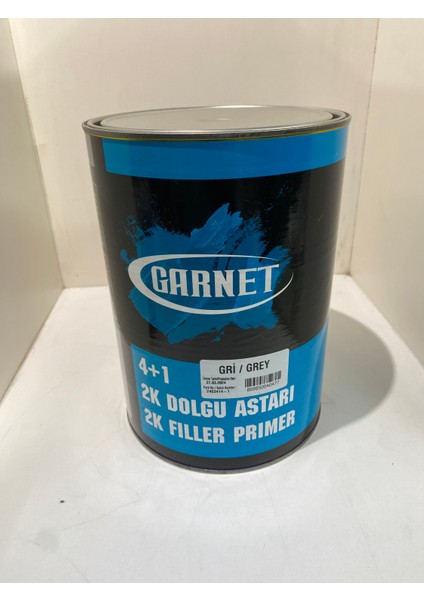 GARNET
4+1
GRİ / GREY
2K DOLGU ASTARI
2K FILLER PRIMER